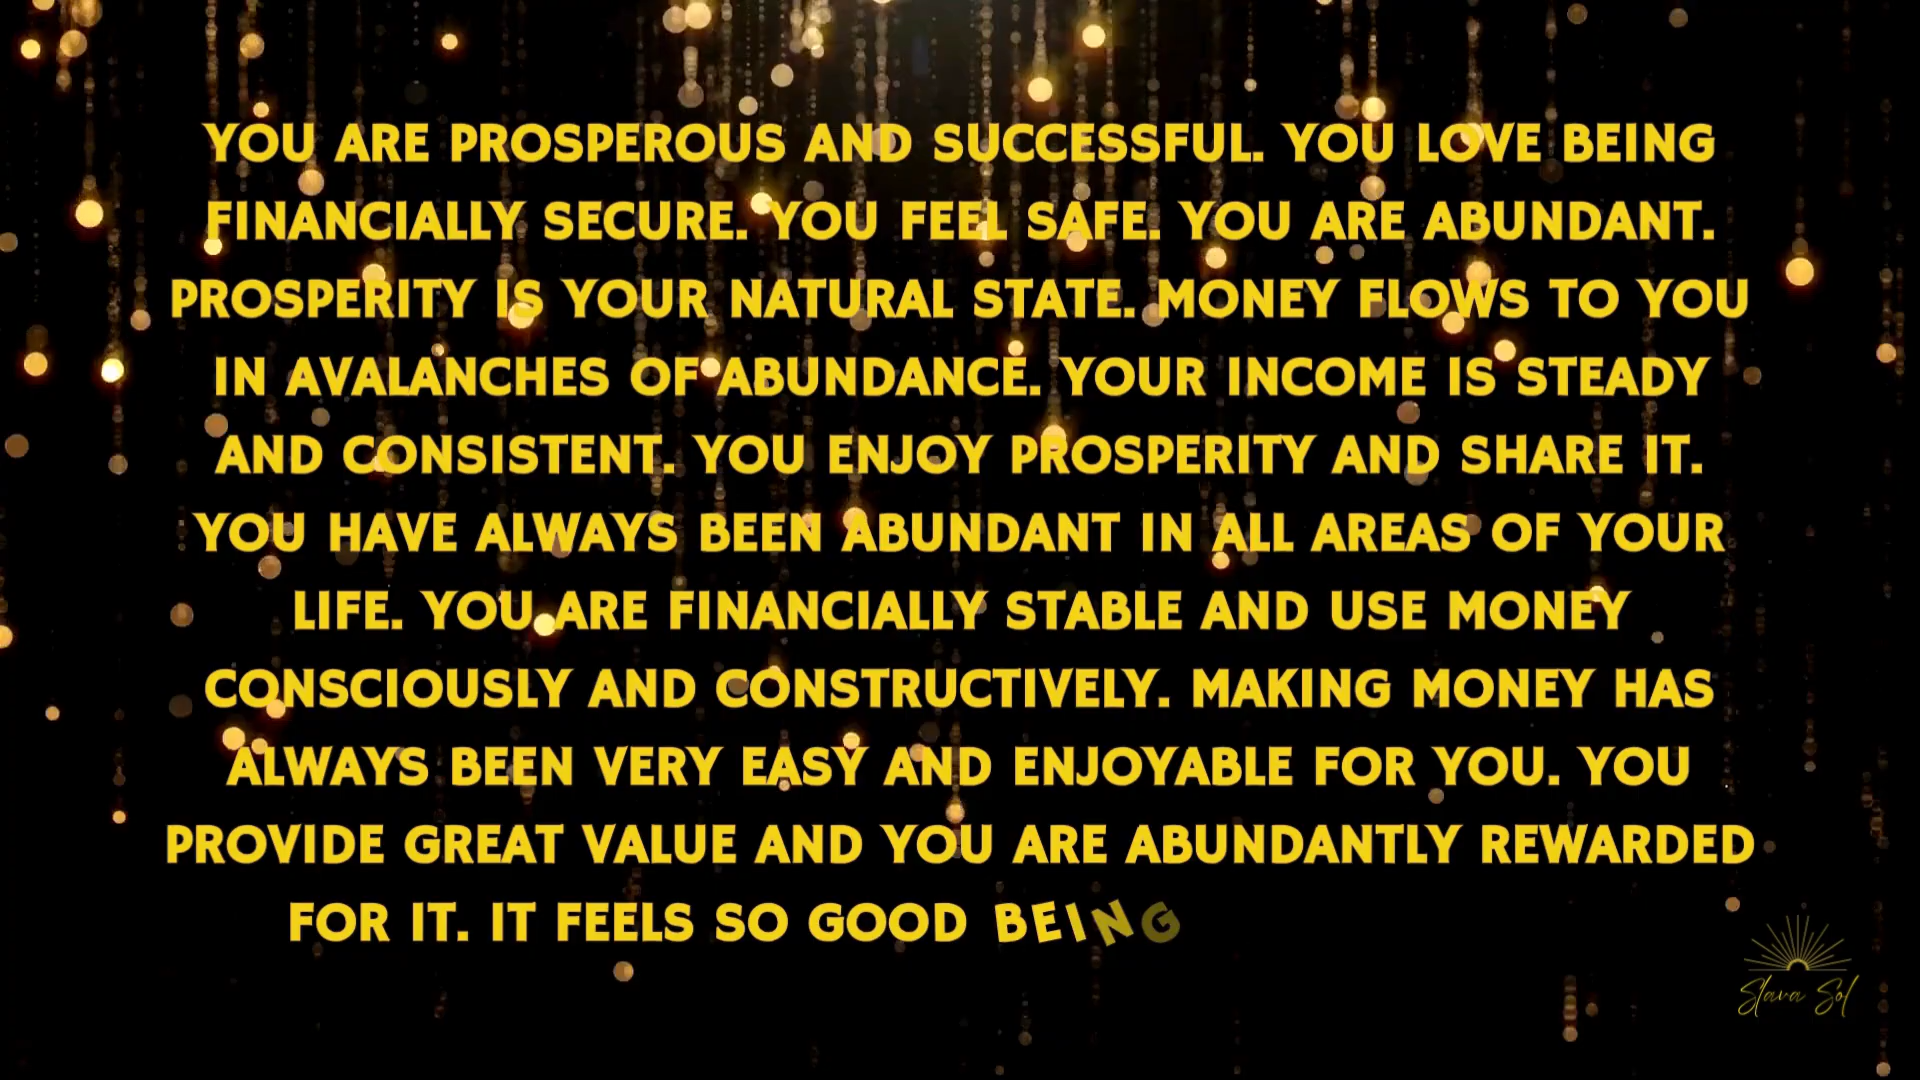 YOU ARE PROSPEROUS AND SUCCESSFUL. YOU LOVE BEING
FINANCIALLY SECURE. YOU FEEL SAFE. YOU ARE ABUNDANT.
PROSPERITY IS YOUR NATURAL STATE. MONEY FLOWS TO YOU
IN AVALANCHES OF ABUNDANCE. YOUR INCOME IS STEADY
AND CONSISTENT. YOU ENJOY PROSPERITY AND SHARE IT.
YOU HAVE ALWAYS BEEN ABUNDANT IN ALL AREAS OF YOUR
LIFE. YOU ARE FINANCIALLY STABLE AND USE MONEY
CONSCIOUSLY AND CONSTRUCTIVELY. MAKING MONEY HAS
ALWAYS BEEN VERY EASY AND ENJOYABLE FOR YOU. YOU
PROVIDE GREAT VALUE AND YOU ARE ABUNDANTLY REWARDED
FOR IT. IT FEELS SO GOOD BEING
Slava Sol